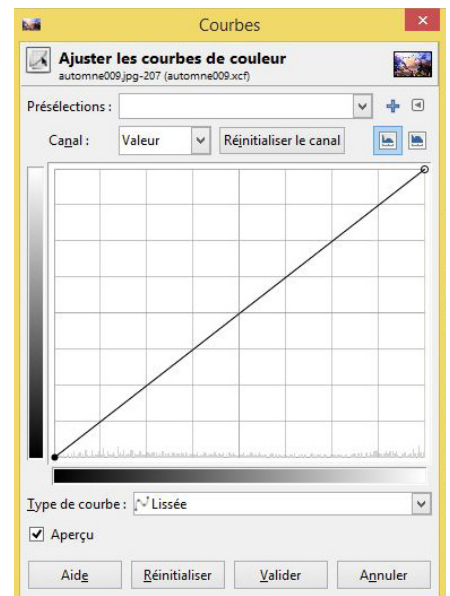 Courbes
Ajuster les courbes de couleur
automne009.jpg-207 (automne009.xcf)
Présélections :
Canal : Valeur Réinitialiser le canal
Type de courbe : Lissée
Aperçu
Aide Réinitialiser Valider Annuler